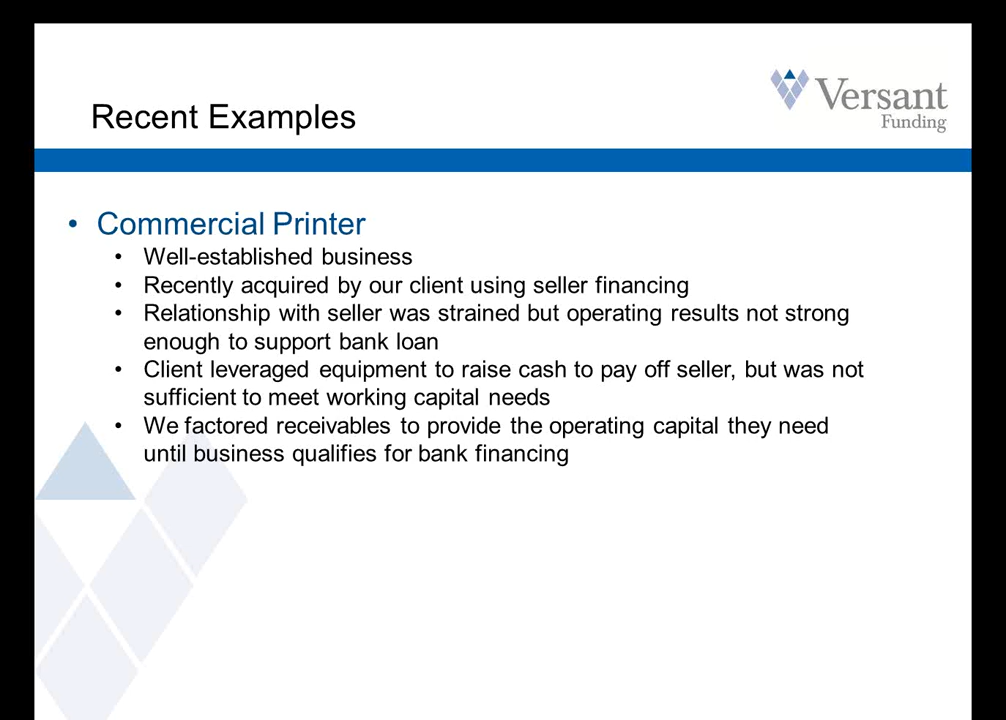 Versant
Funding
Recent Examples
• Commercial Printer
• Well-established business
• Recently acquired by our client using seller financing
• Relationship with seller was strained but operating results not strong
enough to support bank loan
• Client leveraged equipment to raise cash to pay off seller, but was not
sufficient to meet working capital needs
• We factored receivables to provide the operating capital they need
until business qualifies for bank financing